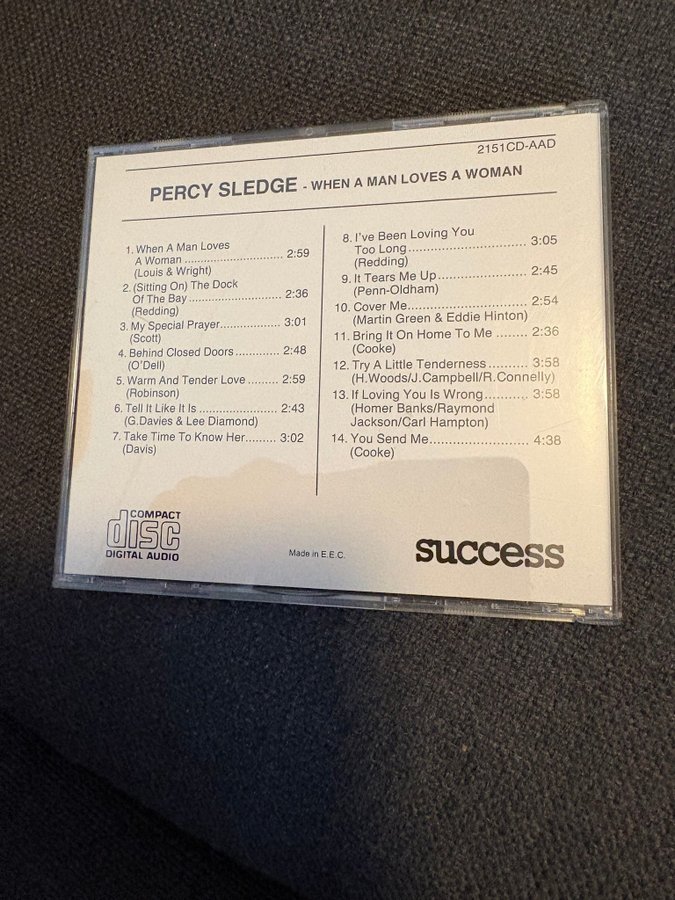 2151CD-AAD
PERCY SLEDGE - WHEN A MAN LOVES A WOMAN
1. When A Man Loves
A Woman .............................. 2:59
(Louis & Wright)
2. (Sitting On) The Dock
Of The Bay ............................ 2:36
(Redding)
3. My Special Prayer.................. 3:01
(Scott)
4. Behind Closed Doors............. 2:48
(O'Dell)
5. Warm And Tender Love ......... 2:59
(Robinson)
6. Tell It Like It Is ........................ 2:43
(G.Davies & Lee Diamond)
7. Take Time To Know Her......... 3:02
(Davis)
8. I've Been Loving You
Too Long.................................. 3:05
(Redding)
9. It Tears Me Up......................... 2:45
(Penn-Oldham)
10. Cover Me................................ 2:54
(Martin Green & Eddie Hinton)
11. Bring It On Home To Me ......... 2:36
(Cooke)
12. Try A Little Tenderness ........... 3:58
(H.Woods/J.Campbell/R.Connelly)
13. If Loving You Is Wrong............ 3:58
(Homer Banks/Raymond
Jackson/Carl Hampton)
14. You Send Me........................... 4:38
(Cooke)
COMPACT
disc
DIGITAL AUDIO
Made in E.E.C.
success